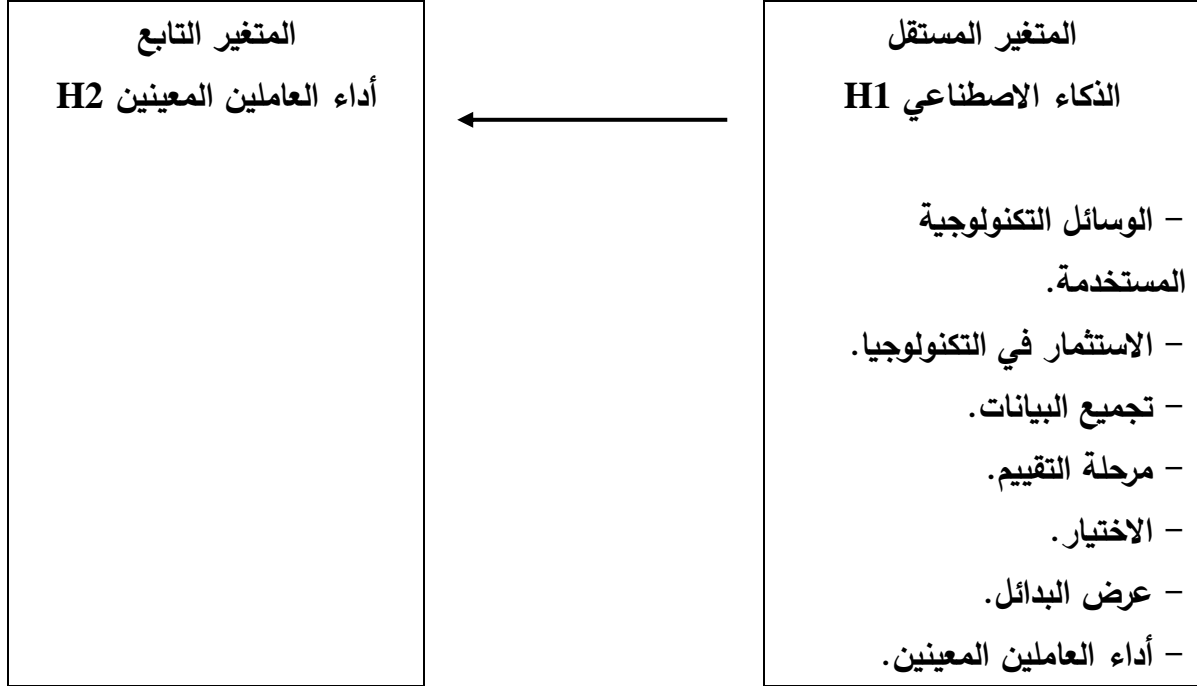 المتغير المستقل
الذكاء الاصطناعي H1
– الوسائل التكنولوجية
المستخدمة.
– الاستثمار في التكنولوجيا.
– تجميع البيانات.
– مرحلة التقييم.
– الاختيار.
– عرض البدائل.
– أداء العاملين المعينين.
المتغير التابع
أداء العاملين المعينين H2